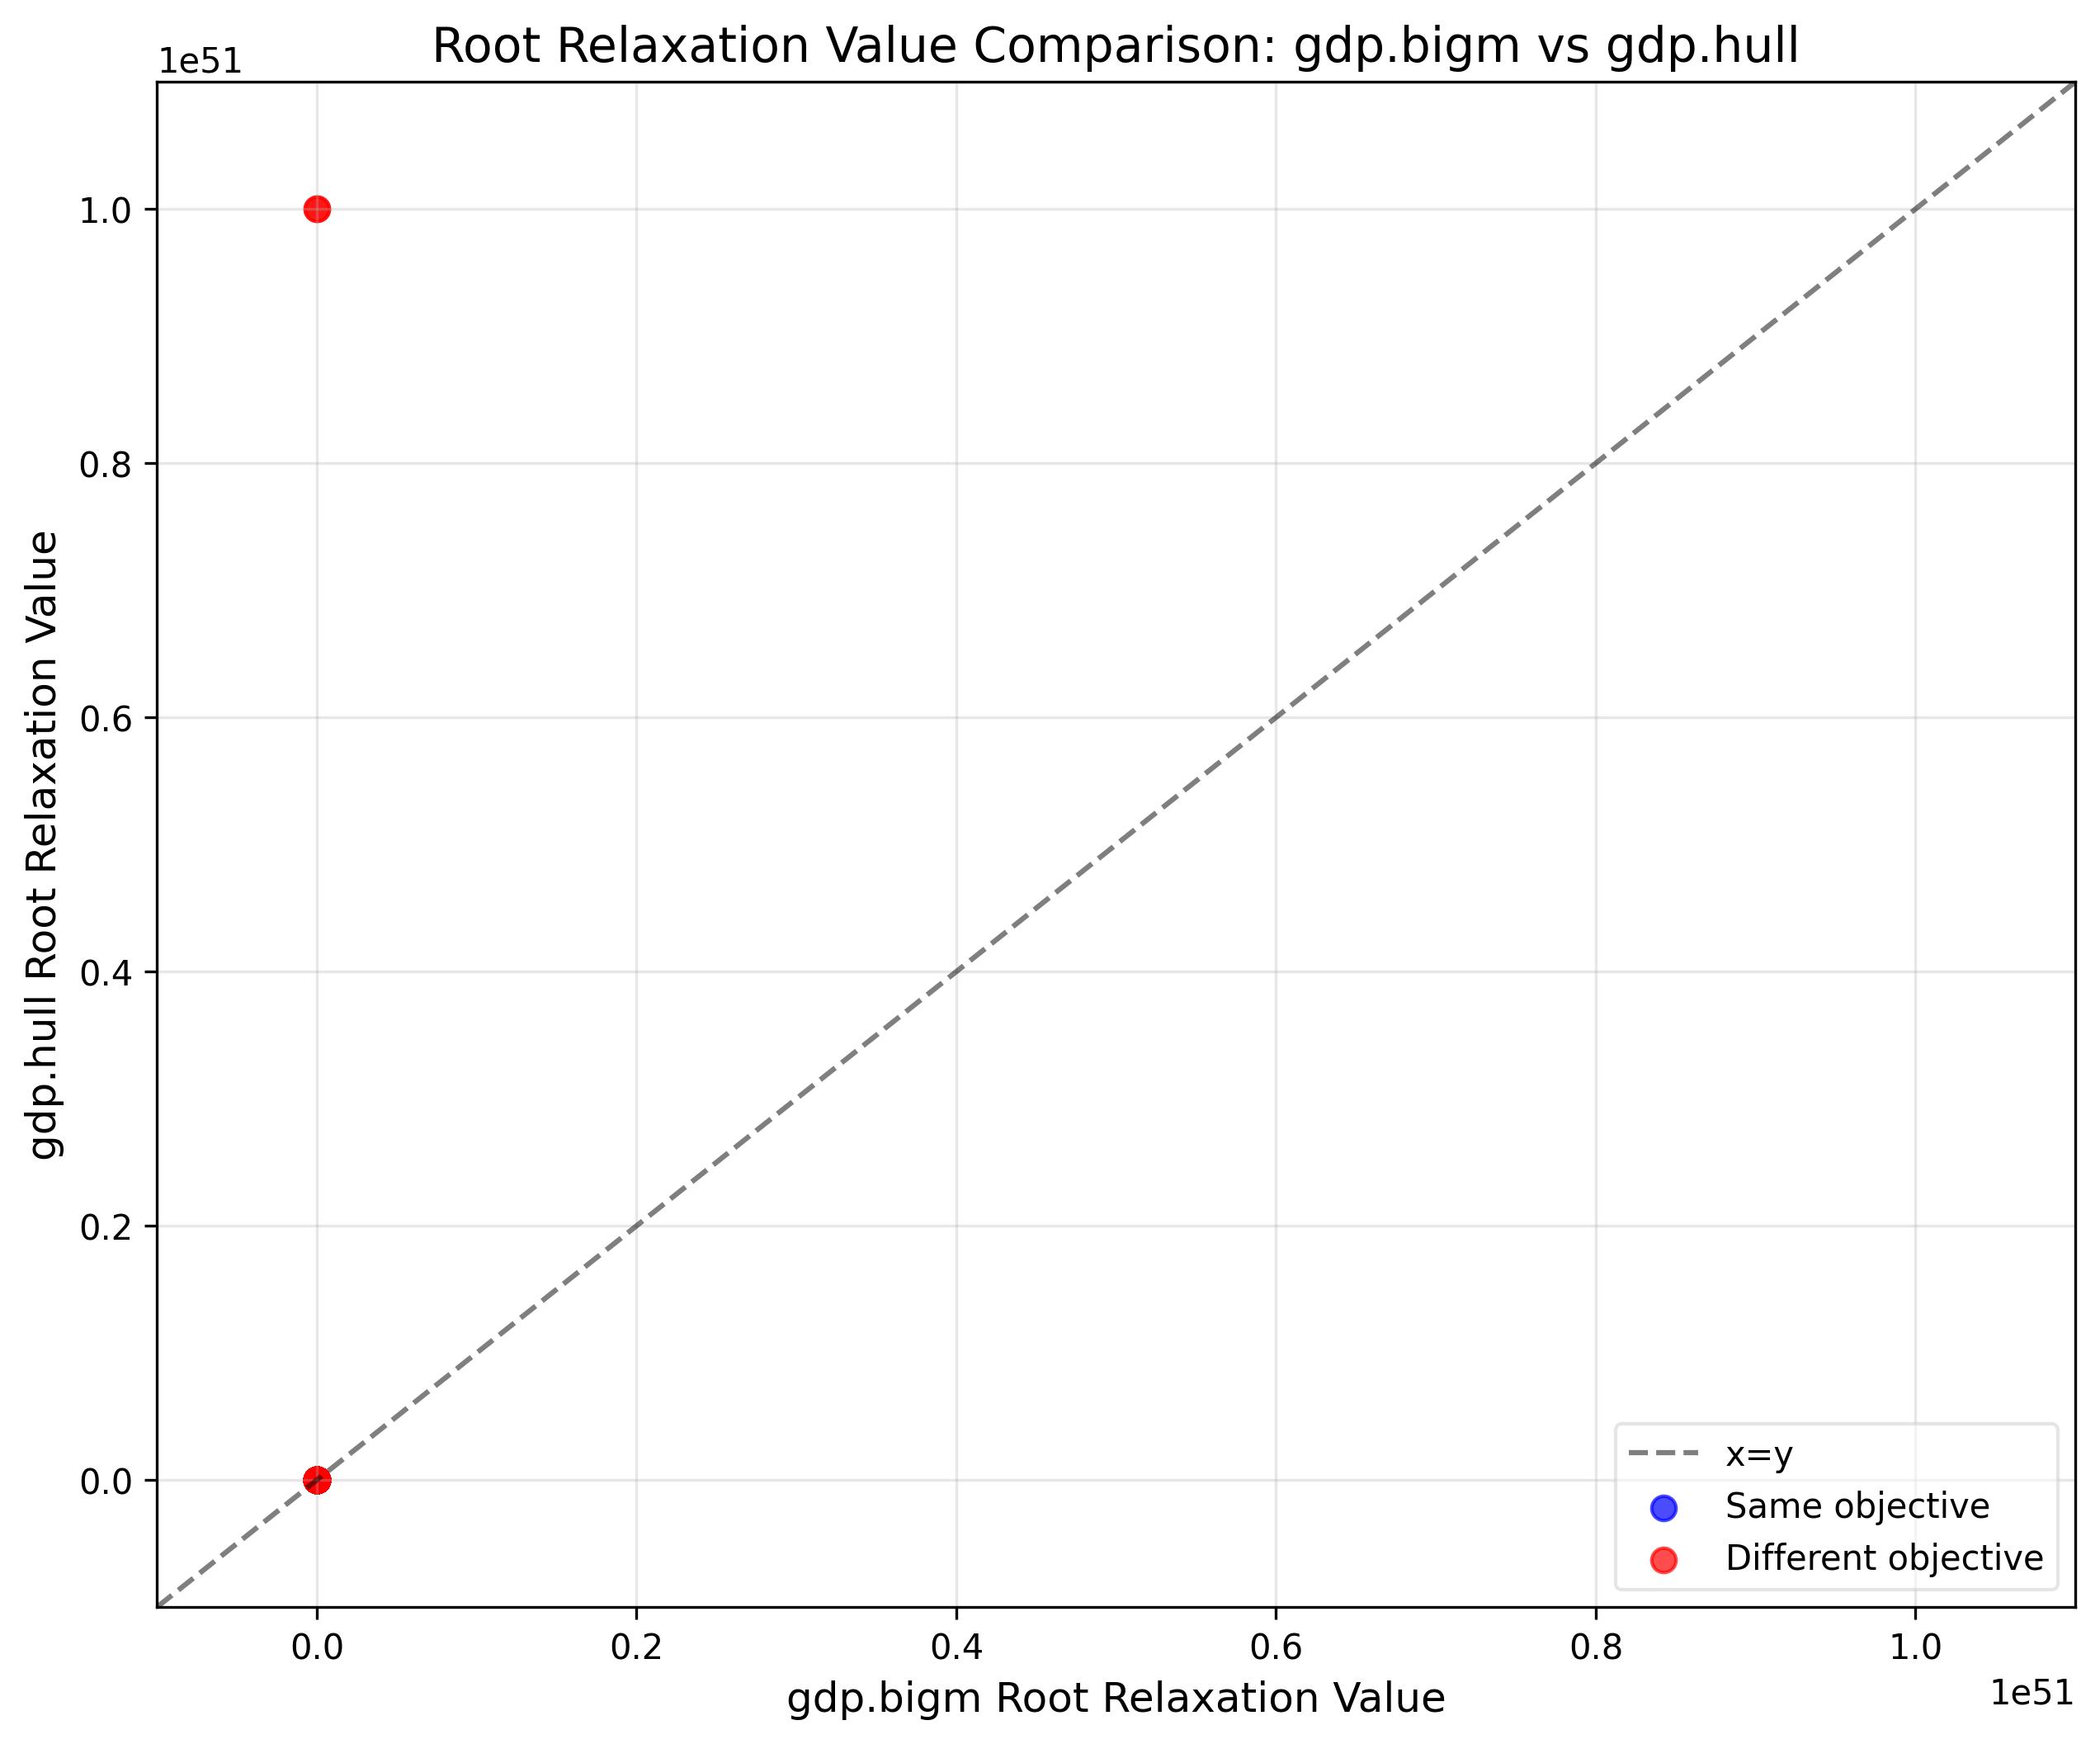 Root Relaxation Value Comparison: gdp.bigm vs gdp.hull
1e51
1.0
0.8
0.6
0.4
0.2
0.0
gdp.hull Root Relaxation Value
x=y
Same objective
Different objective
0.0 0.2 0.4 0.6 0.8 1.0
1e51
gdp.bigm Root Relaxation Value